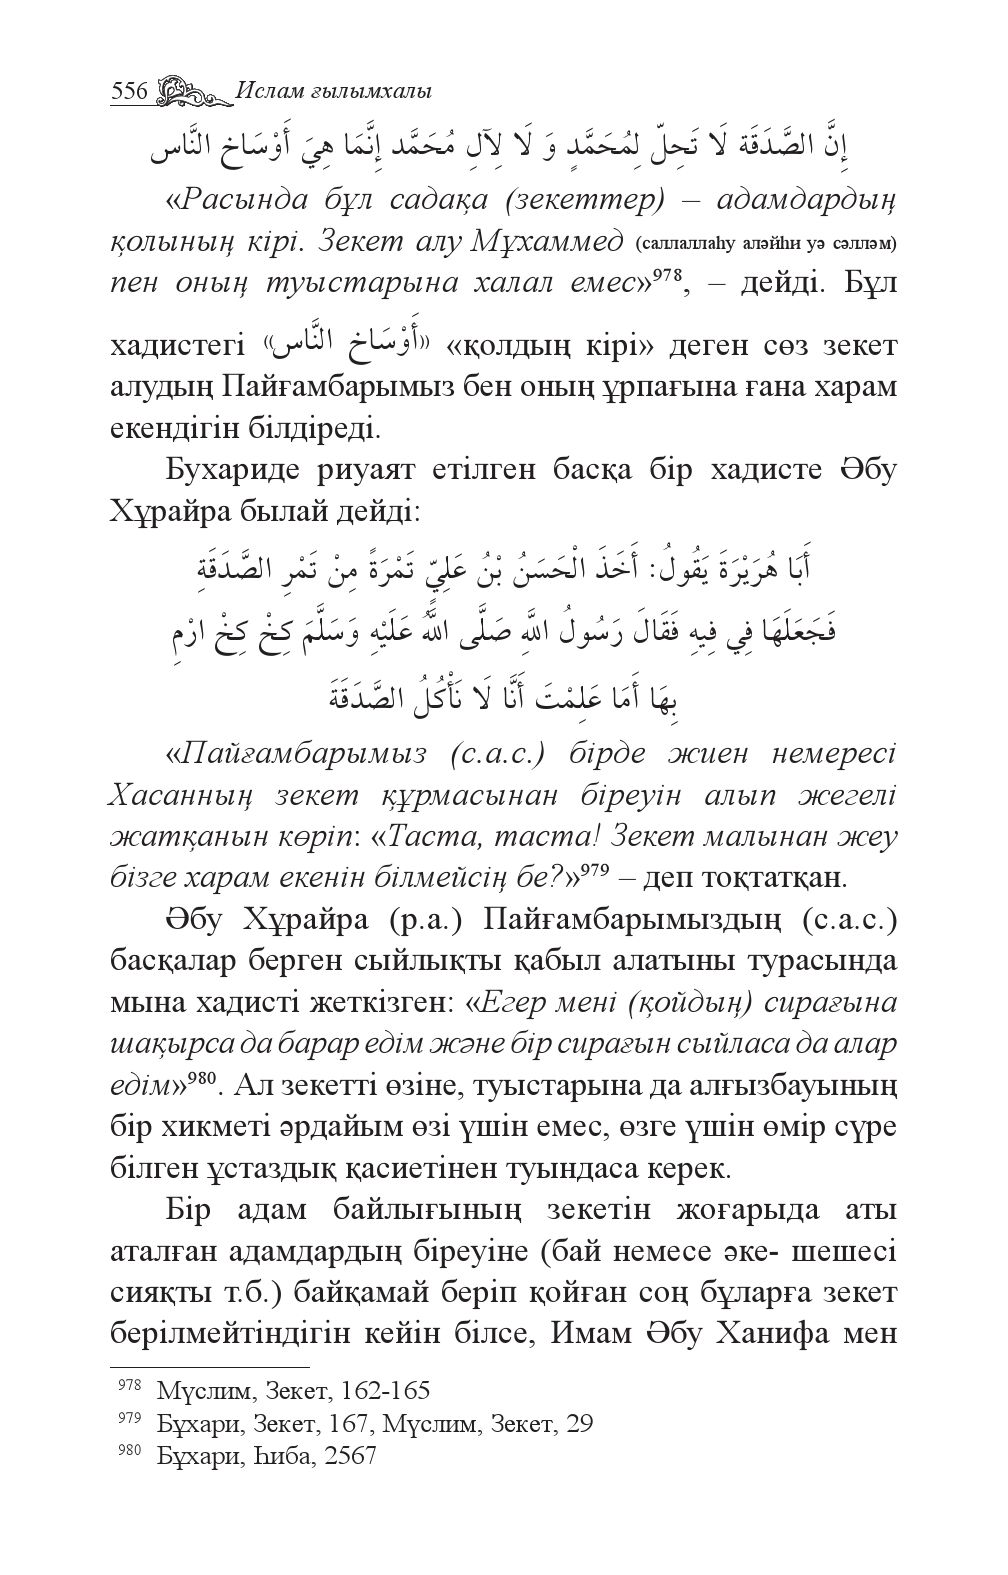 556 Ислам ғылымхалы
إِنَّ الصَّدَقَة لَا تَحِلّ لِمُحَمَّدٍ وَ لَا لِآلِ مُحَمَّد إِنَّمَا هِيَ أَوْسَاخ النَّاس
«Расында бұл садақа (зекеттер) – адамдардың
қолының кірі. Зекет алу Мұхаммед (саллаллаһу аләйһи уә сәлләм)
пен оның туыстарына халал емес»978, – дейді. Бұл
хадистегі «أَوْسَاخ النَّاس» «қолдың кірі» деген сөз зекет
алудың Пайғамбарымыз бен оның ұрпағына ғана харам
екендігін білдіреді.
Бухариде риуаят етілген басқа бір хадисте Әбу
Хұрайра былай дейді:
أَبَا هُرَيْرَةَ يَقُولُ: أَخَذَ الْحَسَنُ بْنُ عَلِيٍّ تَمْرَةً مِنْ تَمْرِ الصَّدَقَةِ
فَجَعَلَهَا فِي فِيهِ فَقَالَ رَسُولُ اللَّهِ صَلَّى اللَّهُ عَلَيْهِ وَسَلَّمَ كِخْ كِخْ ارْمِ
بِهَا أَمَا عَلِمْتَ أَنَّا لَا نَأْكُلُ الصَّدَقَةَ
«Пайғамбарымыз (с.а.с.) бірде жиен немересі
Хасанның зекет құрмасынан біреуін алып жегелі
жатқанын көріп: «Таста, таста! Зекет малынан жеу
бізге харам екенін білмейсің бе?»979 – деп тоқтатқан.
Әбу Хұрайра (р.а.) Пайғамбарымыздың (с.а.с.)
басқалар берген сыйлықты қабыл алатыны турасында
мына хадисті жеткізген: «Егер мені (қойдың) сирағына
шақырса да барар едім және бір сирағын сыйласа да алар
едім»980. Ал зекетті өзіне, туыстарына да алғызбауының
бір хикметі әрдайым өзі үшін емес, өзге үшін өмір сүре
білген ұстаздық қасиетінен туындаса керек.
Бір адам байлығының зекетін жоғарыда аты
аталған адамдардың біреуіне (бай немесе әке- шешесі
сияқты т.б.) байқамай беріп қойған соң бұларға зекет
берілмейтіндігін кейін білсе, Имам Әбу Ханифа мен
978 Мүслим, Зекет, 162-165
979 Бұхари, Зекет, 167, Мүслим, Зекет, 29
980 Бұхари, Һиба, 2567